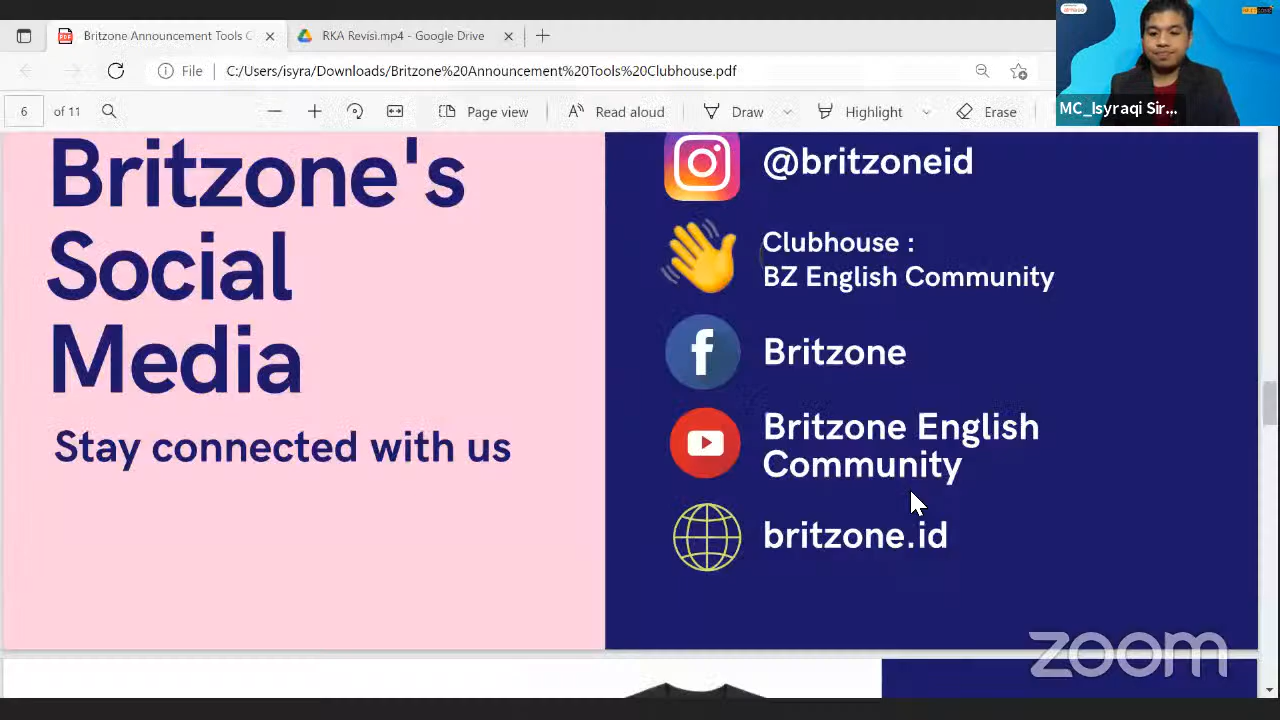 Britzone Announcement Tools C
RKA Revisi.mp4 - Google Drive
File
C:/Users/isyra/Downloads/Britzone%20Announcement%20Tools%20Clubhouse.pdf
6
of 11
Page view
Read aloud
Draw
Highlight
Erase
MC_Isyraqi Sir...
Britzone's
Social
Media
Stay connected with us
@britzoneid
Clubhouse :
BZ English Community
Britzone
Britzone English
Community
britzone.id
zoom